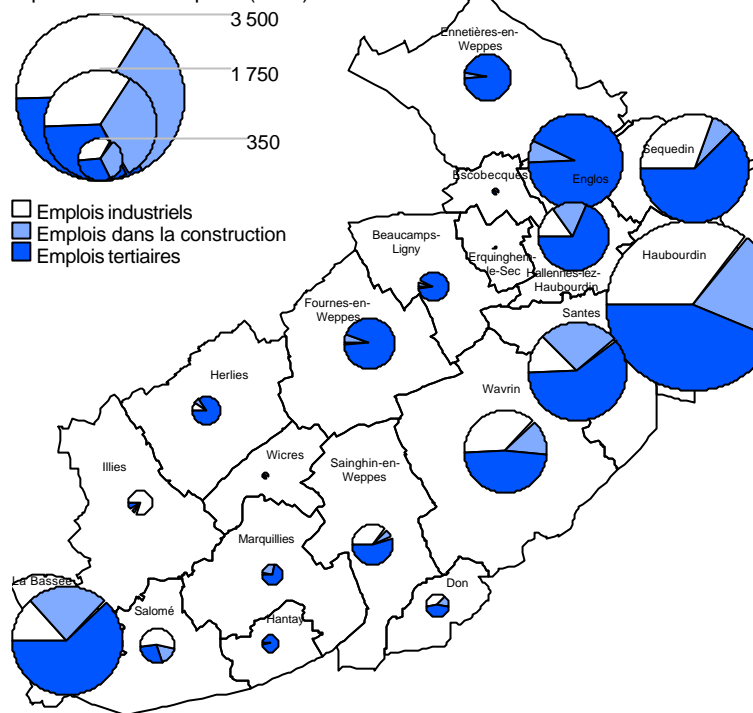 3 500
1 750
350
Emplois industriels
Emplois dans la construction
Emplois tertiaires
Ennetières-en-
Weppes
Sequedin
Englos
Escobecques
Beaucamps-
Ligny
Erquinghem-
le-Sec
Hallennes-lez-
Haubourdin
Haubourdin
Fournes-en-
Weppes
Santes
Herlies
Wavrin
Wicres
Sainghin-en-
Weppes
Illies
Marquillies
La Bassée
Salomé
Hantay
Don